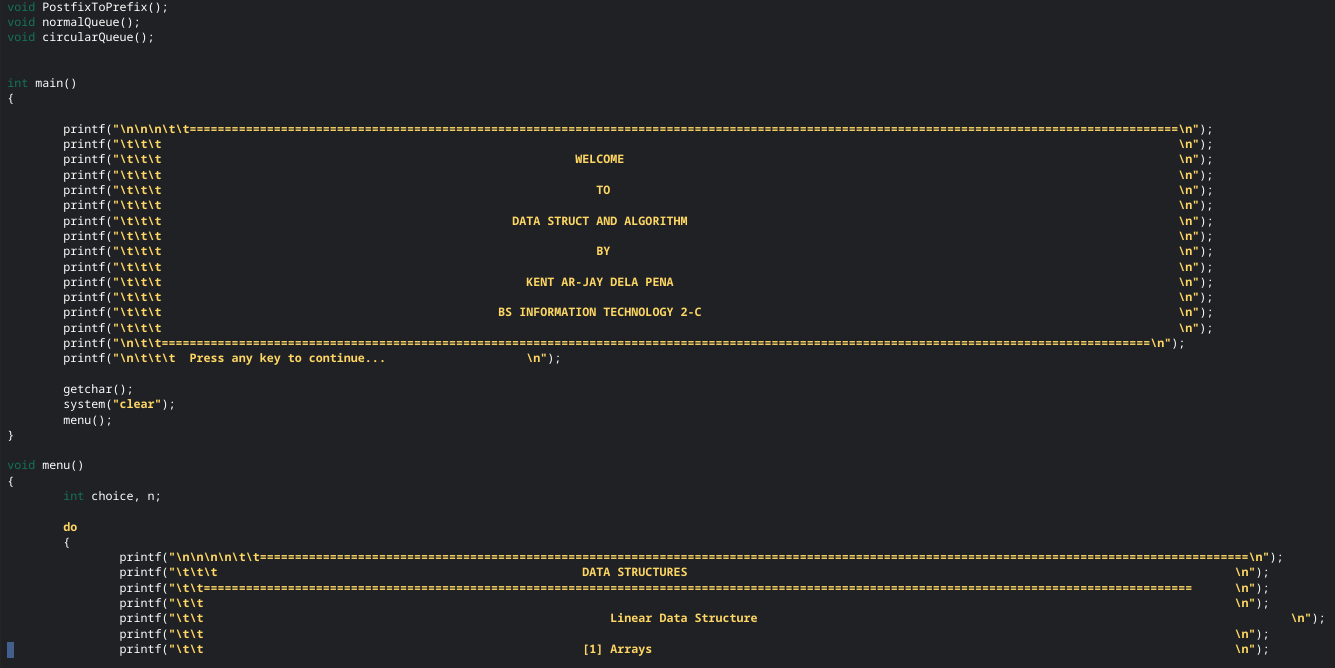 void PostfixToPrefix();
void normalQueue();
void circularQueue();
int main()
{
printf("\n\n\n\t\t=============================================================================================================================================\n");
printf("\t\t\t \n");
printf("\t\t\t WELCOME \n");
printf("\t\t\t \n");
printf("\t\t\t TO \n");
printf("\t\t\t \n");
printf("\t\t\t DATA STRUCT AND ALGORITHM \n");
printf("\t\t\t \n");
printf("\t\t\t BY \n");
printf("\t\t\t \n");
printf("\t\t\t KENT AR-JAY DELA PENA \n");
printf("\t\t\t \n");
printf("\t\t\t BS INFORMATION TECHNOLOGY 2-C \n");
printf("\t\t\t \n");
printf("\n\t\t=============================================================================================================================================\n");
printf("\n\t\t\t Press any key to continue... \n");
getchar();
system("clear");
menu();
}
void menu()
{
int choice, n;
do
{
printf("\n\n\n\n\t\t=============================================================================================================================================\n");
printf("\t\t\t DATA STRUCTURES \n");
printf("\t\t============================================================================================================================================= \n");
printf("\t\t \n");
printf("\t\t Linear Data Structure \n");
printf("\t\t \n");
printf("\t\t [1] Arrays \n");